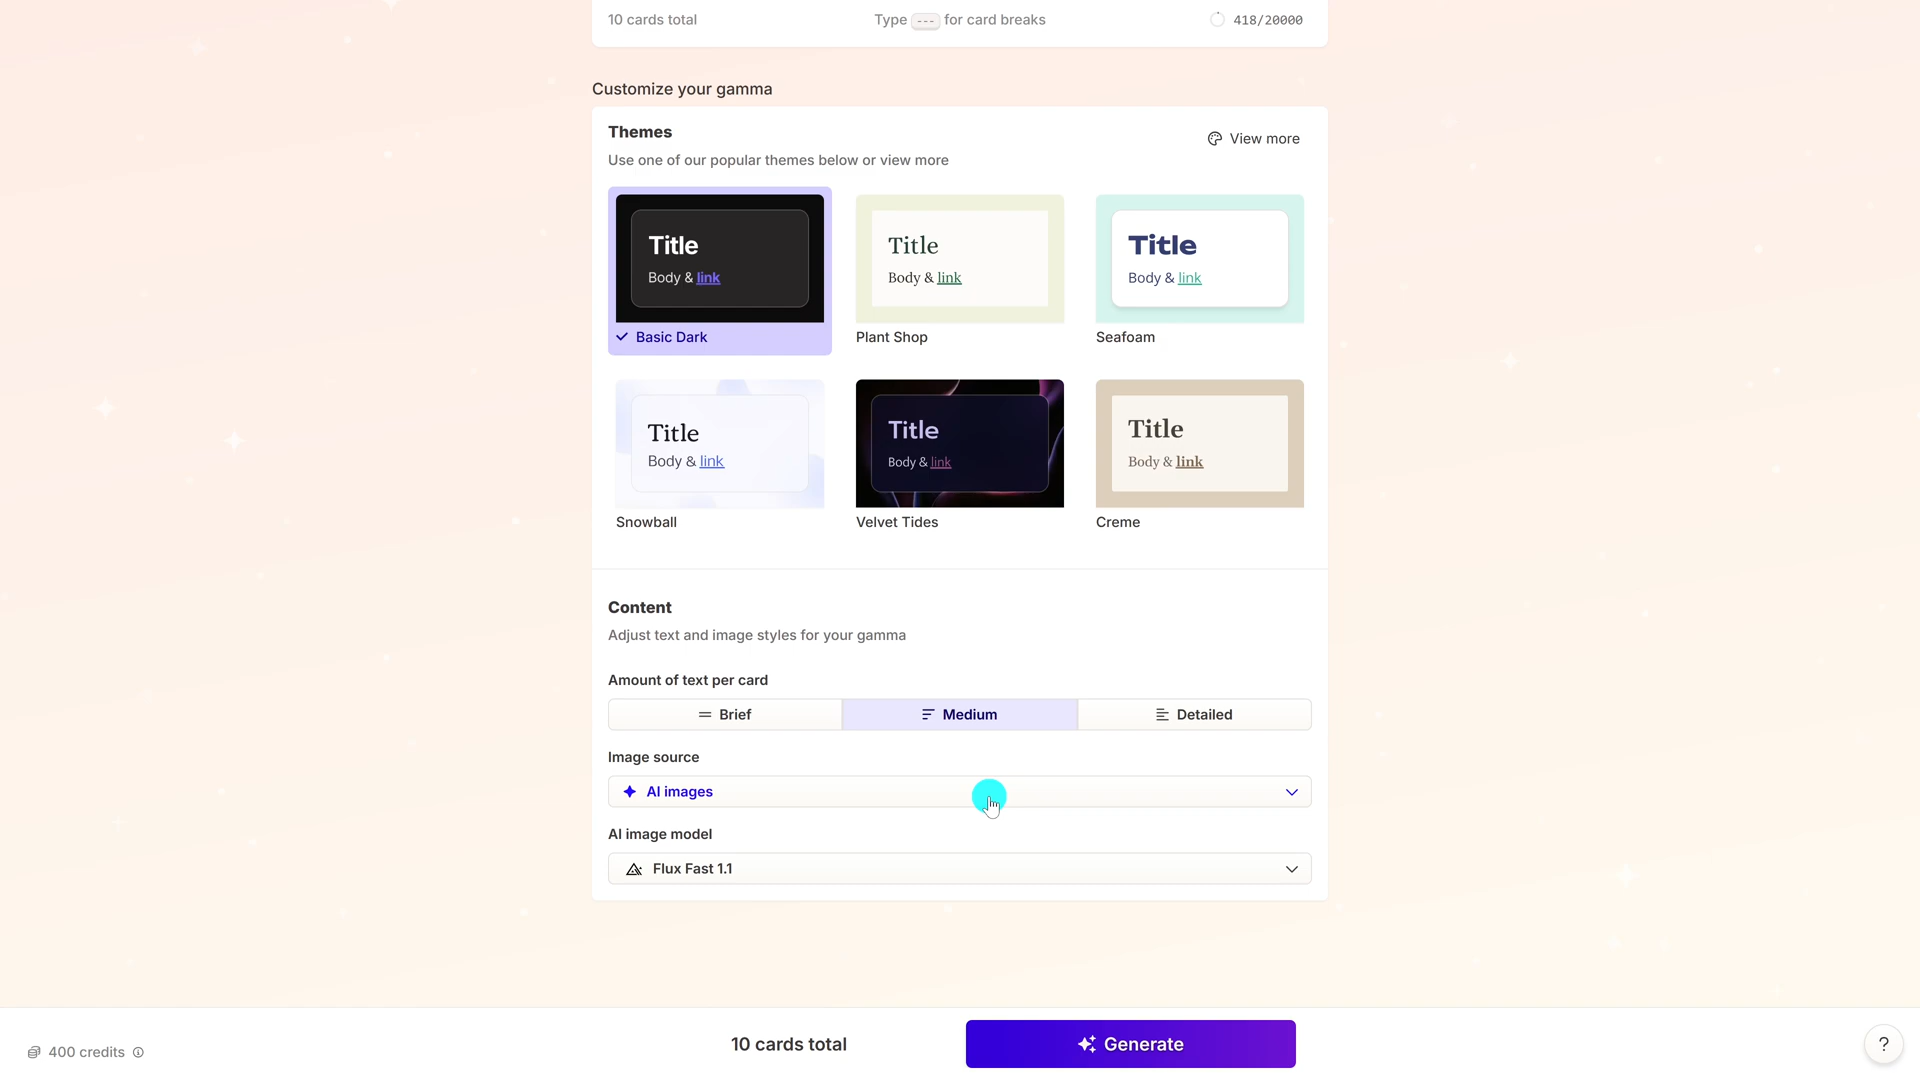 10 cards total
Type --- for card breaks
418/20000
Customize your gamma
Themes
View more
Use one of our popular themes below or view more
Title
Body & link
Basic Dark
Title
Body & link
Plant Shop
Title
Body & link
Seafoam
Title
Body & link
Snowball
Title
Body & link
Velvet Tides
Title
Body & link
Creme
Content
Adjust text and image styles for your gamma
Amount of text per card
Brief
Medium
Detailed
Image source
AI images
AI image model
Flux Fast 1.1
400 credits
10 cards total
Generate
?